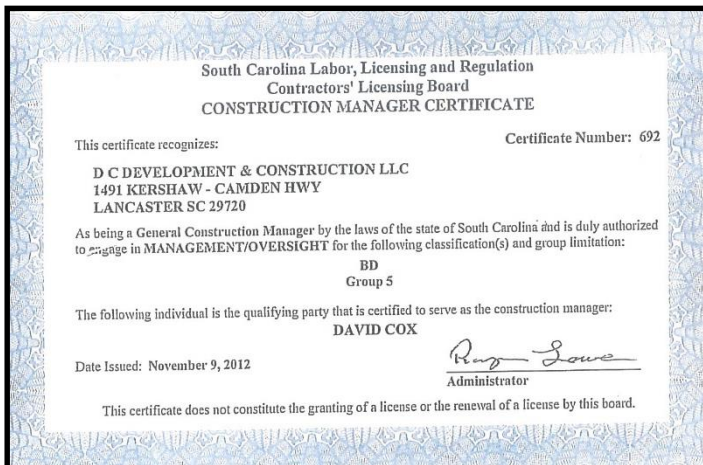 South Carolina Labor, Licensing and Regulation
Contractors' Licensing Board
CONSTRUCTION MANAGER CERTIFICATE
This certificate recognizes:
Certificate Number: 692
D C DEVELOPMENT & CONSTRUCTION LLC
1491 KERSHAW - CAMDEN HWY
LANCASTER SC 29720
As being a General Construction Manager by the laws of the state of South Carolina and is duly authorized
to engage in MANAGEMENT/OVERSIGHT for the following classification(s) and group limitation:
BD
Group 5
The following individual is the qualifying party that is certified to serve as the construction manager:
DAVID COX
Date Issued: November 9, 2012
Lowe
Administrator
This certificate does not constitute the granting of a license or the renewal of a license by this board.